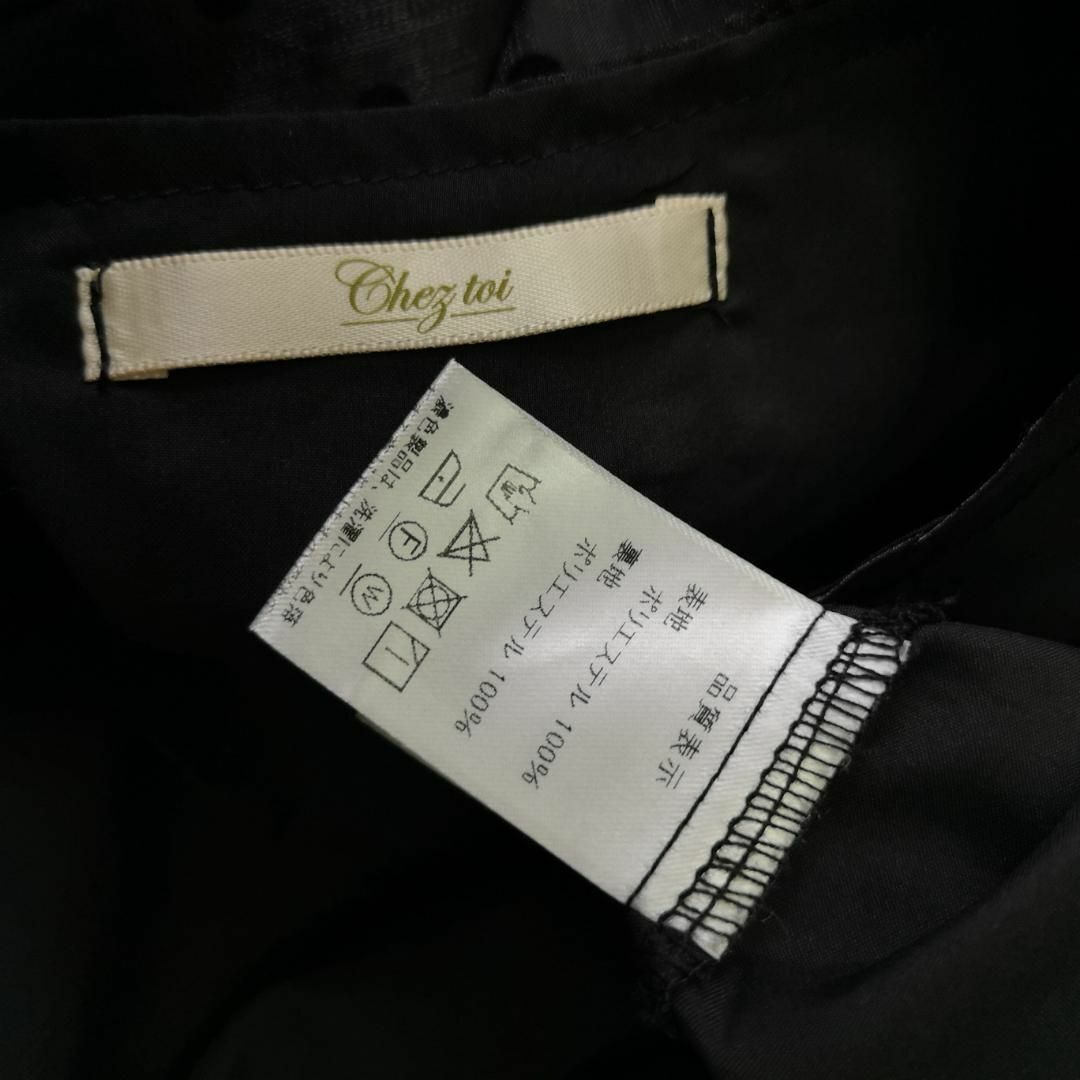 Chez toi
品質表示
表地
ポリエステル 100%
裏地
ポリエステル 100%
F
W
濃色製品は、洗濯により色落